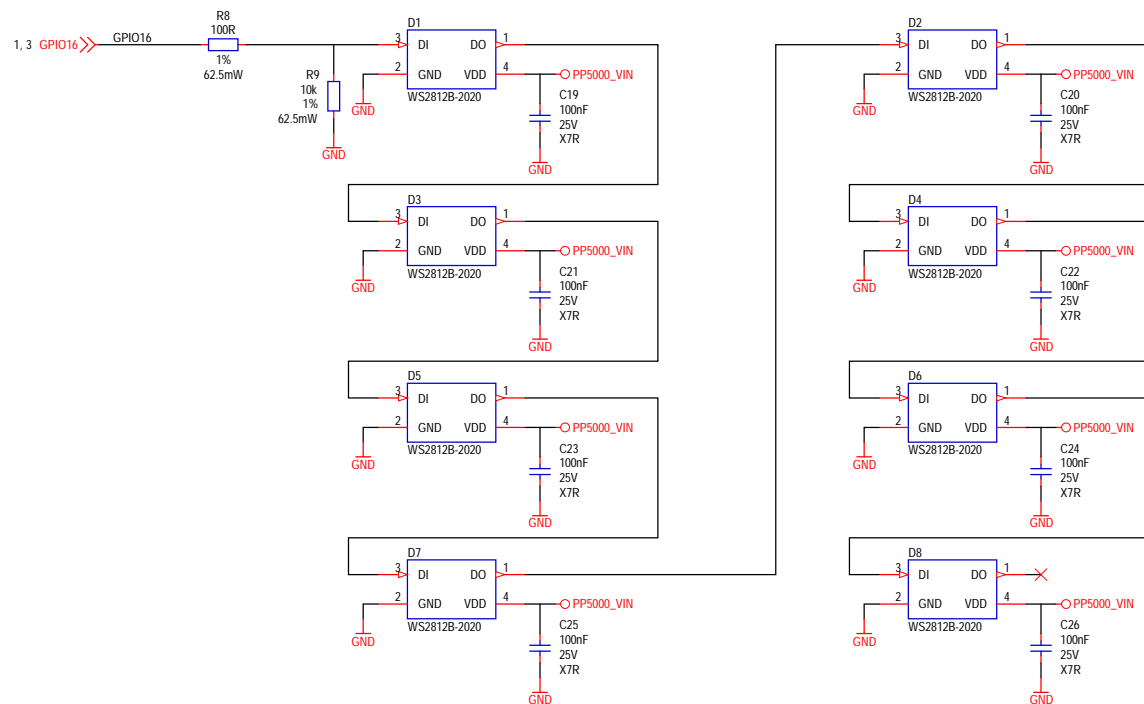 R8
100R
1, 3 GPIO16
GPIO16
1%
62.5mW
R9
10k
1%
62.5mW
GND
D1
3 DI DO 1
2 GND VDD 4
WS2812B-2020
GND
PP5000_VIN
C19
100nF
25V
X7R
GND
D2
3 DI DO 1
2 GND VDD 4
WS2812B-2020
GND
PP5000_VIN
C20
100nF
25V
X7R
GND
D3
3 DI DO 1
2 GND VDD 4
WS2812B-2020
GND
PP5000_VIN
C21
100nF
25V
X7R
GND
D4
3 DI DO 1
2 GND VDD 4
WS2812B-2020
GND
PP5000_VIN
C22
100nF
25V
X7R
GND
D5
3 DI DO 1
2 GND VDD 4
WS2812B-2020
GND
PP5000_VIN
C23
100nF
25V
X7R
GND
D6
3 DI DO 1
2 GND VDD 4
WS2812B-2020
GND
PP5000_VIN
C24
100nF
25V
X7R
GND
D7
3 DI DO 1
2 GND VDD 4
WS2812B-2020
GND
PP5000_VIN
C25
100nF
25V
X7R
GND
D8
3 DI DO 1
2 GND VDD 4
WS2812B-2020
GND
PP5000_VIN
C26
100nF
25V
X7R
GND